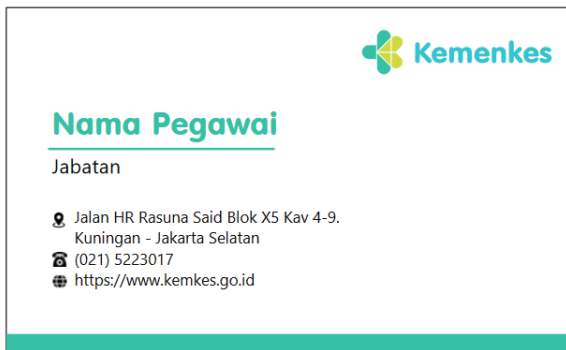 Kemenkes
Nama Pegawai
Jabatan
Jalan HR Rasuna Said Blok X5 Kav 4-9.
Kuningan - Jakarta Selatan
(021) 5223017
https://www.kemkes.go.id